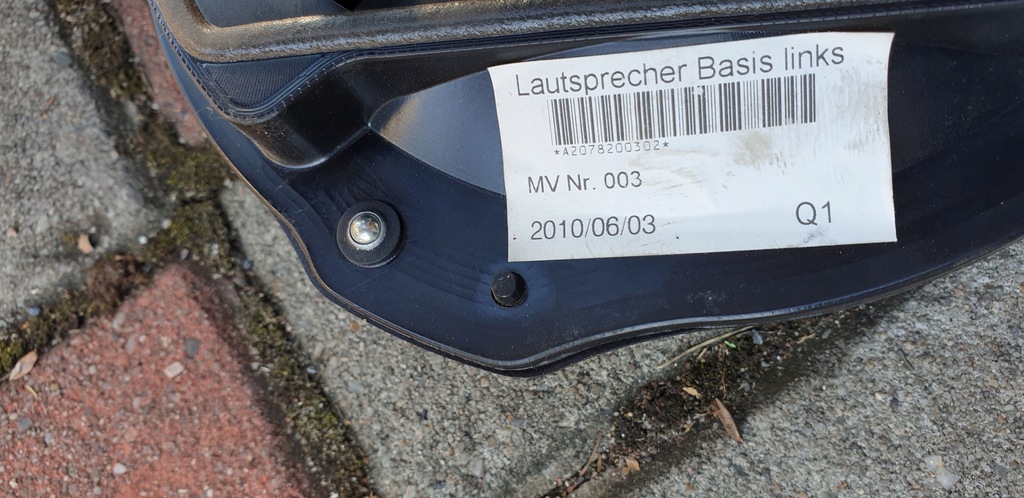 Lautsprecher Basis links
*A2078200302*
MV Nr. 003
2010/06/03 Q1